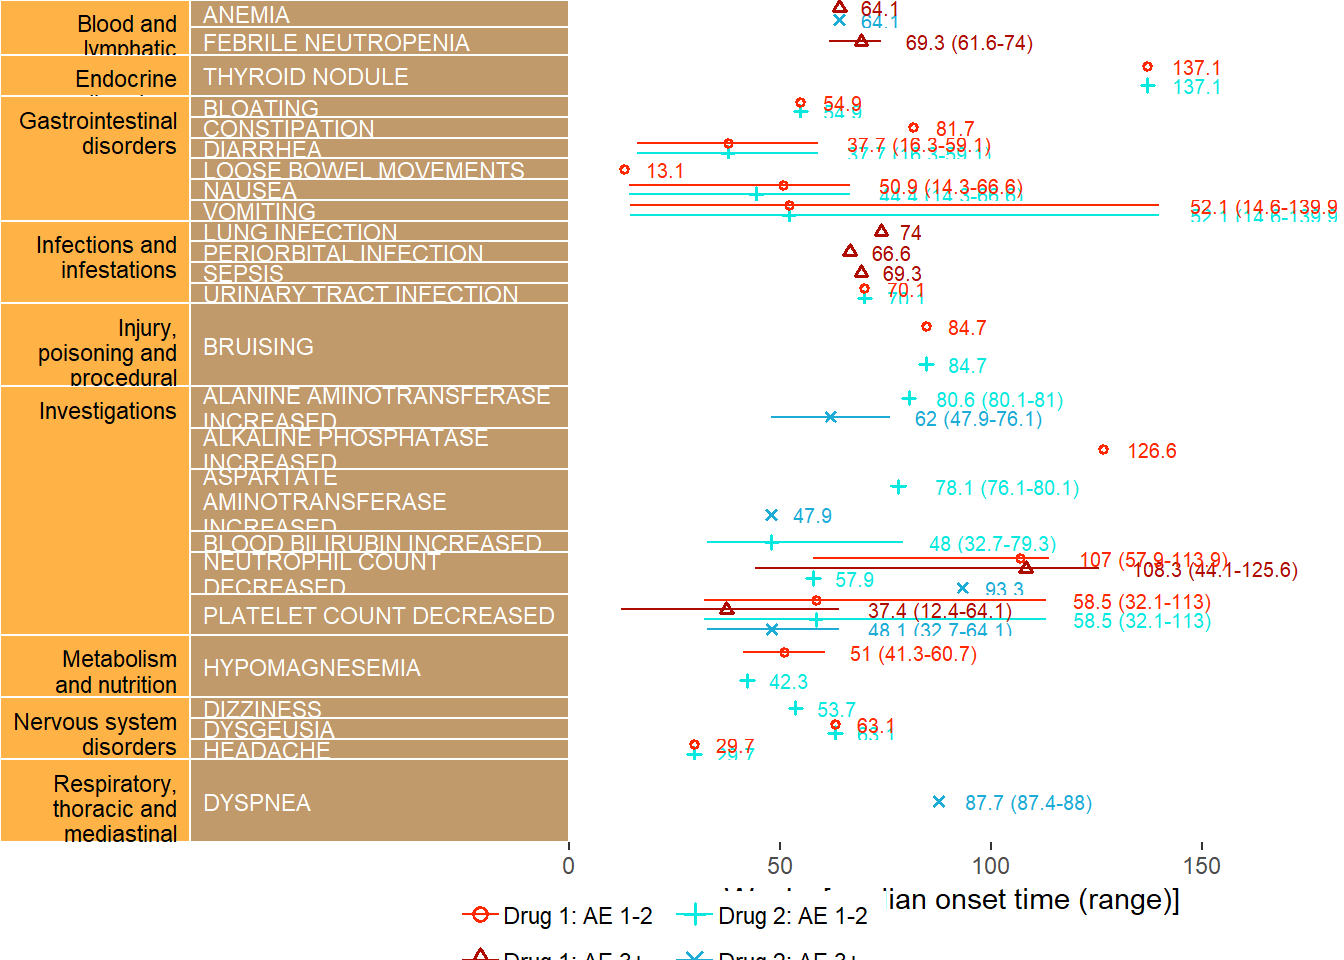 Blood and
lymphatic
ANEMIA
64.1
64.1
FEBRILE NEUTROPENIA
69.3 (61.6-74)
Endocrine
THYROID NODULE
137.1
137.1
Gastrointestinal
disorders
BLOATING
54.9
54.9
CONSTIPATION
81.7
DIARRHEA
37.7 (16.3-59.1)
37.7 (16.3-59.1)
LOOSE BOWEL MOVEMENTS
13.1
NAUSEA
50.9 (14.3-66.6)
44.4 (14.3-66.6)
VOMITING
52.1 (14.6-139.9
52.1 (14.6-139.9
Infections and
infestations
LUNG INFECTION
74
PERIORBITAL INFECTION
66.6
SEPSIS
69.3
URINARY TRACT INFECTION
70.1
70.1
Injury,
poisoning and
procedural
BRUISING
84.7
84.7
Investigations
ALANINE AMINOTRANSFERASE
INCREASED
80.6 (80.1-81)
62 (47.9-76.1)
ALKALINE PHOSPHATASE
INCREASED
126.6
ASPARTATE
AMINOTRANSFERASE
INCREASED
78.1 (76.1-80.1)
47.9
BLOOD BILIRUBIN INCREASED
48 (32.7-79.3)
NEUTROPHIL COUNT
DECREASED
107 (57.9-113.9)
108.3 (44.1-125.6)
57.9
93.3
PLATELET COUNT DECREASED
58.5 (32.1-113)
37.4 (12.4-64.1)
58.5 (32.1-113)
48.1 (32.7-64.1)
Metabolism
and nutrition
HYPOMAGNESEMIA
51 (41.3-60.7)
42.3
Nervous system
disorders
DIZZINESS
53.7
DYSGEUSIA
63.1
63.1
HEADACHE
29.7
29.7
Respiratory,
thoracic and
mediastinal
DYSPNEA
87.7 (87.4-88)
0 50 100 150
onset time (range)]
Drug 1: AE 1-2 Drug 2: AE 1-2
Drug 1: AE 3+ Drug 2: AE 3+